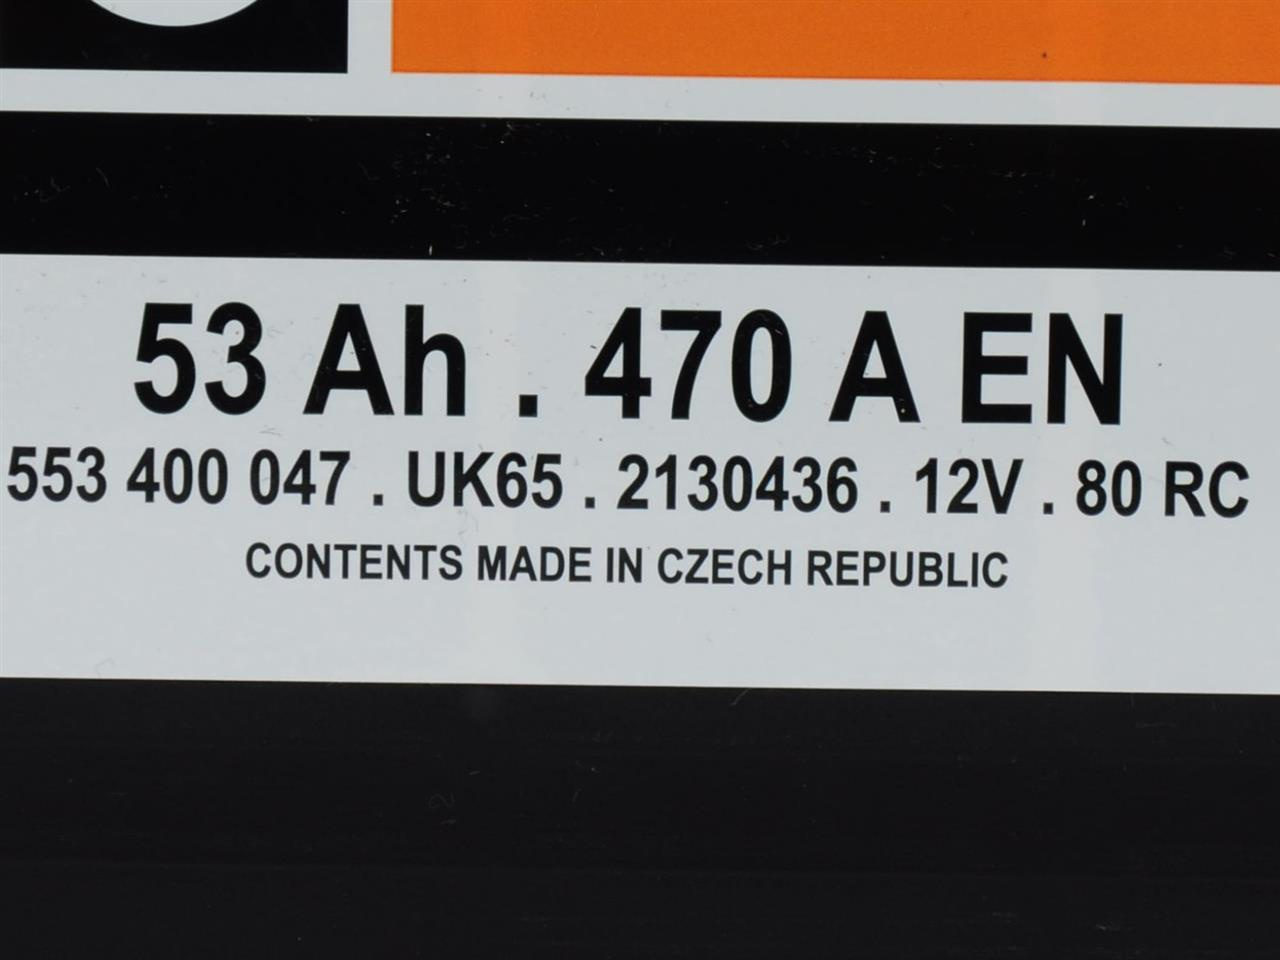 53 Ah . 470 A EN
553 400 047 . UK65 . 2130436 . 12V . 80 RC
CONTENTS MADE IN CZECH REPUBLIC